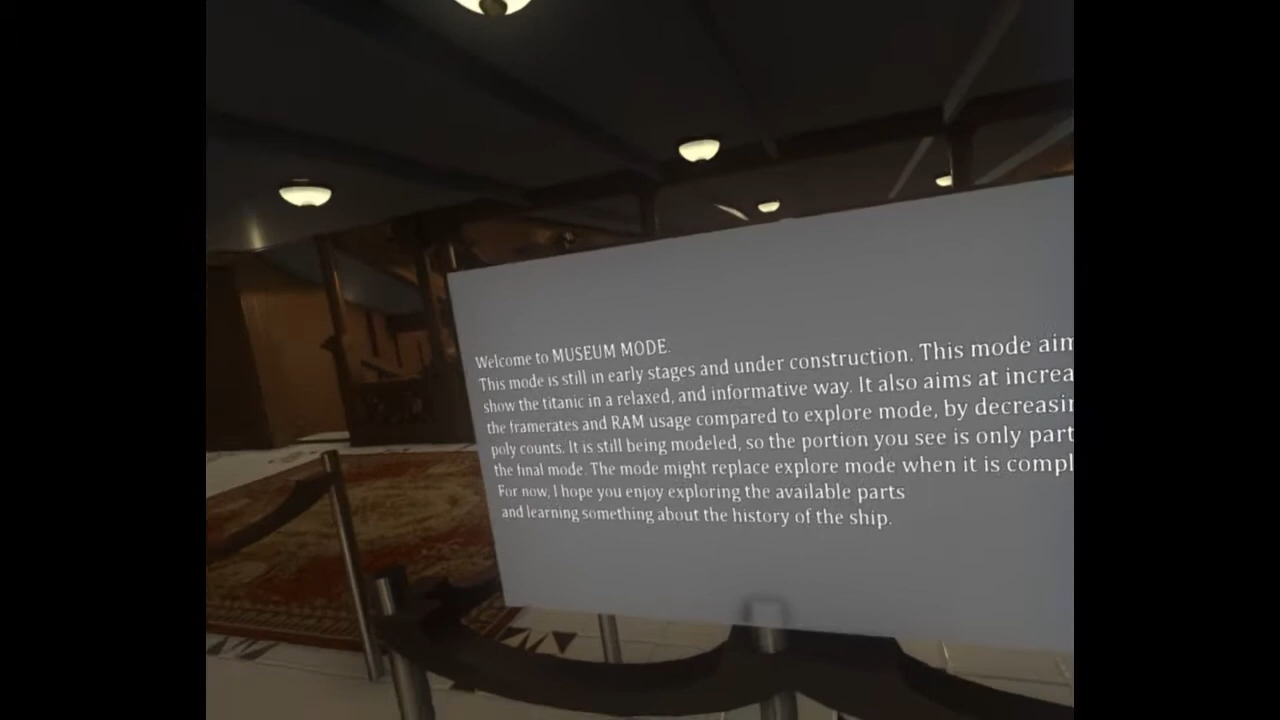 Welcome to MUSEUM MODE.
This mode is still in early stages and under construction. This mode aim
show the titanic in a relaxed, and informative way. It also aims at increa
the framerates and RAM usage compared to explore mode, by decreasin
poly counts. It is still being modeled, so the portion you see is only part
the final mode. The mode might replace explore mode when it is compl
For now, I hope you enjoy exploring the available parts
and learning something about the history of the ship.